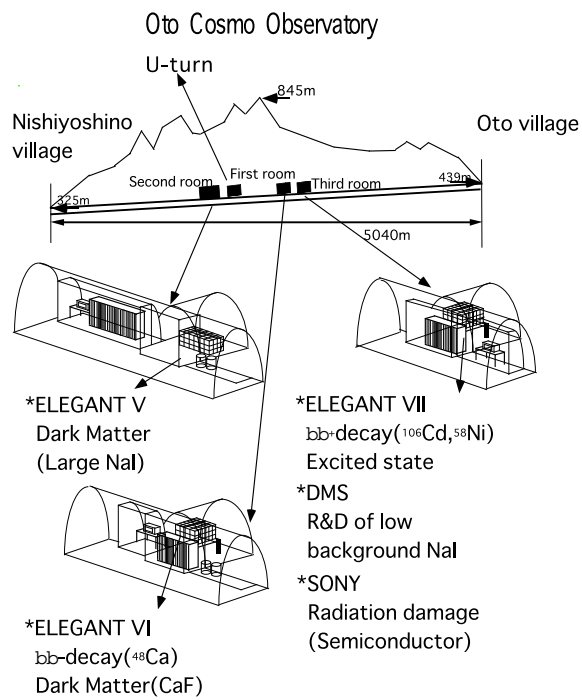 Oto Cosmo Observatory
U-turn
845m
Nishiyoshino
village
Oto village
First room
Second room
Third room
439m
325m
5040m
*ELEGANT V
Dark Matter
(Large NaI)
*ELEGANT VII
bb+decay(106Cd,58Ni)
Excited state
*DMS
R&D of low
background NaI
*SONY
Radiation damage
(Semiconductor)
*ELEGANT VI
bb-decay(48Ca)
Dark Matter(CaF)